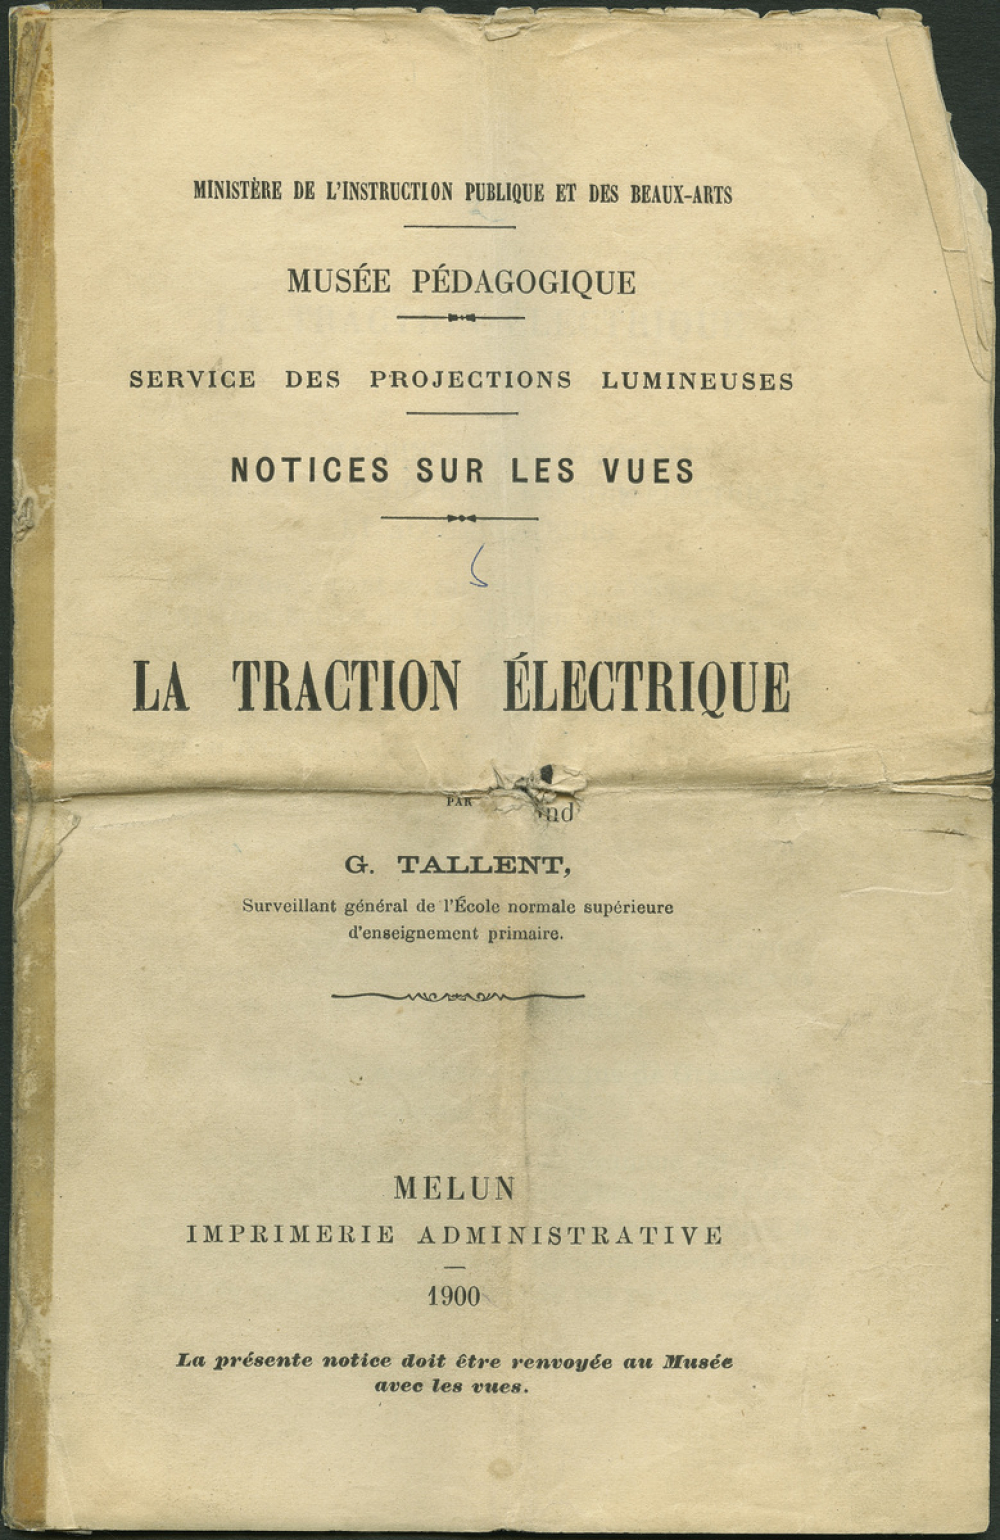 MINISTÈRE DE L'INSTRUCTION PUBLIQUE ET DES BEAUX-ARTS
MUSÉE PÉDAGOGIQUE
SERVICE DES PROJECTIONS LUMINEUSES
NOTICES SUR LES VUES
LA TRACTION ÉLECTRIQUE
PAR
nd
G. TALLENT,
Surveillant général de l'École normale supérieure
d'enseignement primaire.
MELUN
IMPRIMERIE ADMINISTRATIVE
1900
La présente notice doit être renvoyée au Musée
avec les vues.